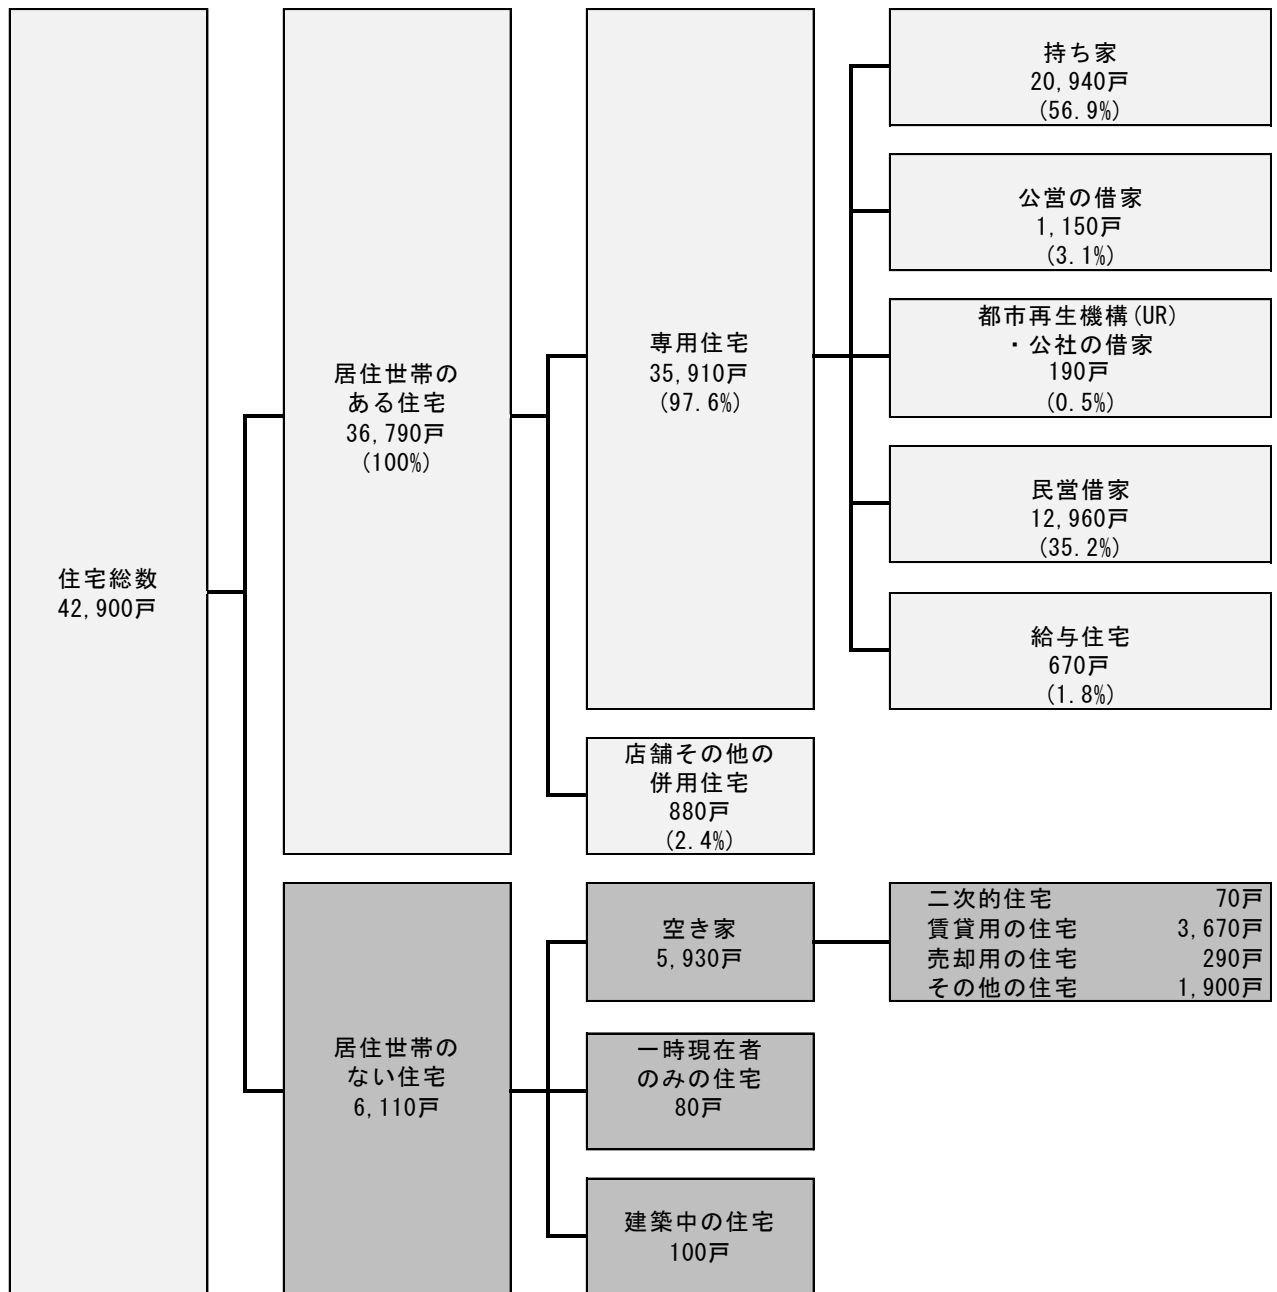 住宅総数
42,900戸
居住世帯の
ある住宅
36,790戸
(100%)
専用住宅
35,910戸
(97.6%)
持ち家
20,940戸
(56.9%)
公営の借家
1,150戸
(3.1%)
都市再生機構(UR)
・公社の借家
190戸
(0.5%)
民営借家
12,960戸
(35.2%)
給与住宅
670戸
(1.8%)
店舗その他の
併用住宅
880戸
(2.4%)
居住世帯の
ない住宅
6,110戸
空き家
5,930戸
二次的住宅 70戸
賃貸用の住宅 3,670戸
売却用の住宅 290戸
その他の住宅 1,900戸
一時現在者
のみの住宅
80戸
建築中の住宅
100戸